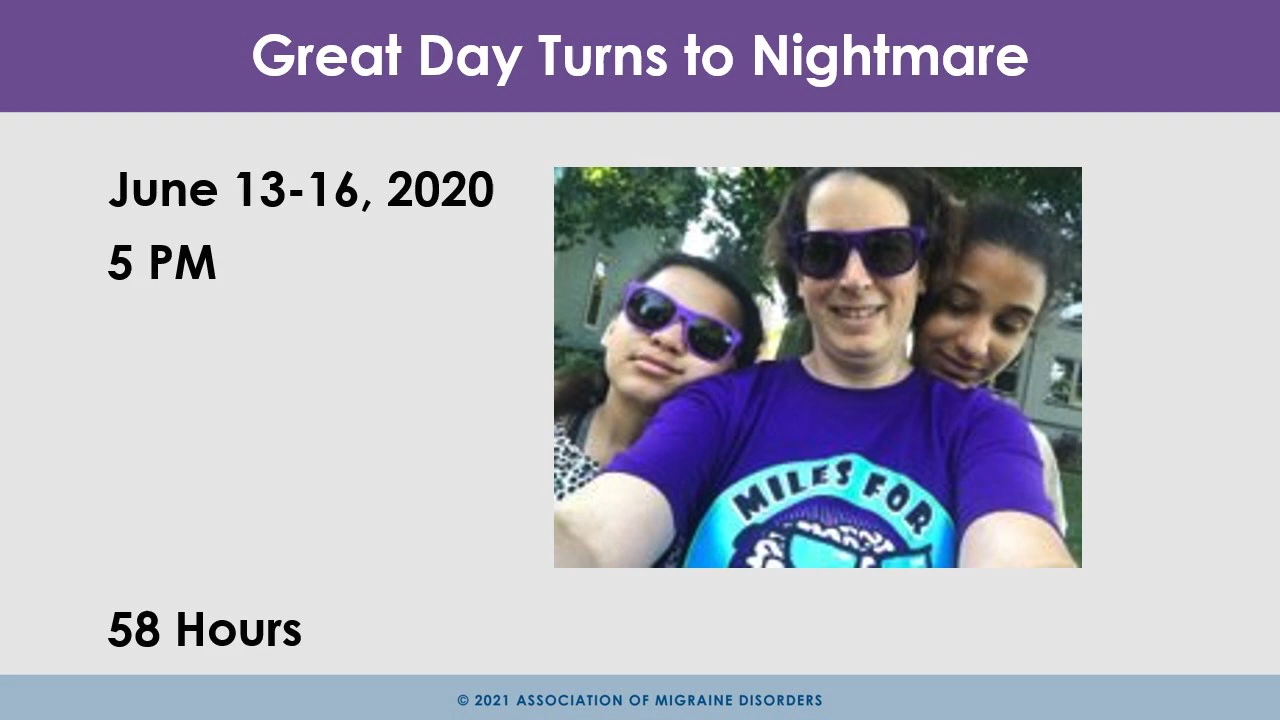 Great Day Turns to Nightmare
June 13-16, 2020
5 PM
MILES FOR
58 Hours
© 2021 ASSOCIATION OF MIGRAINE DISORDERS